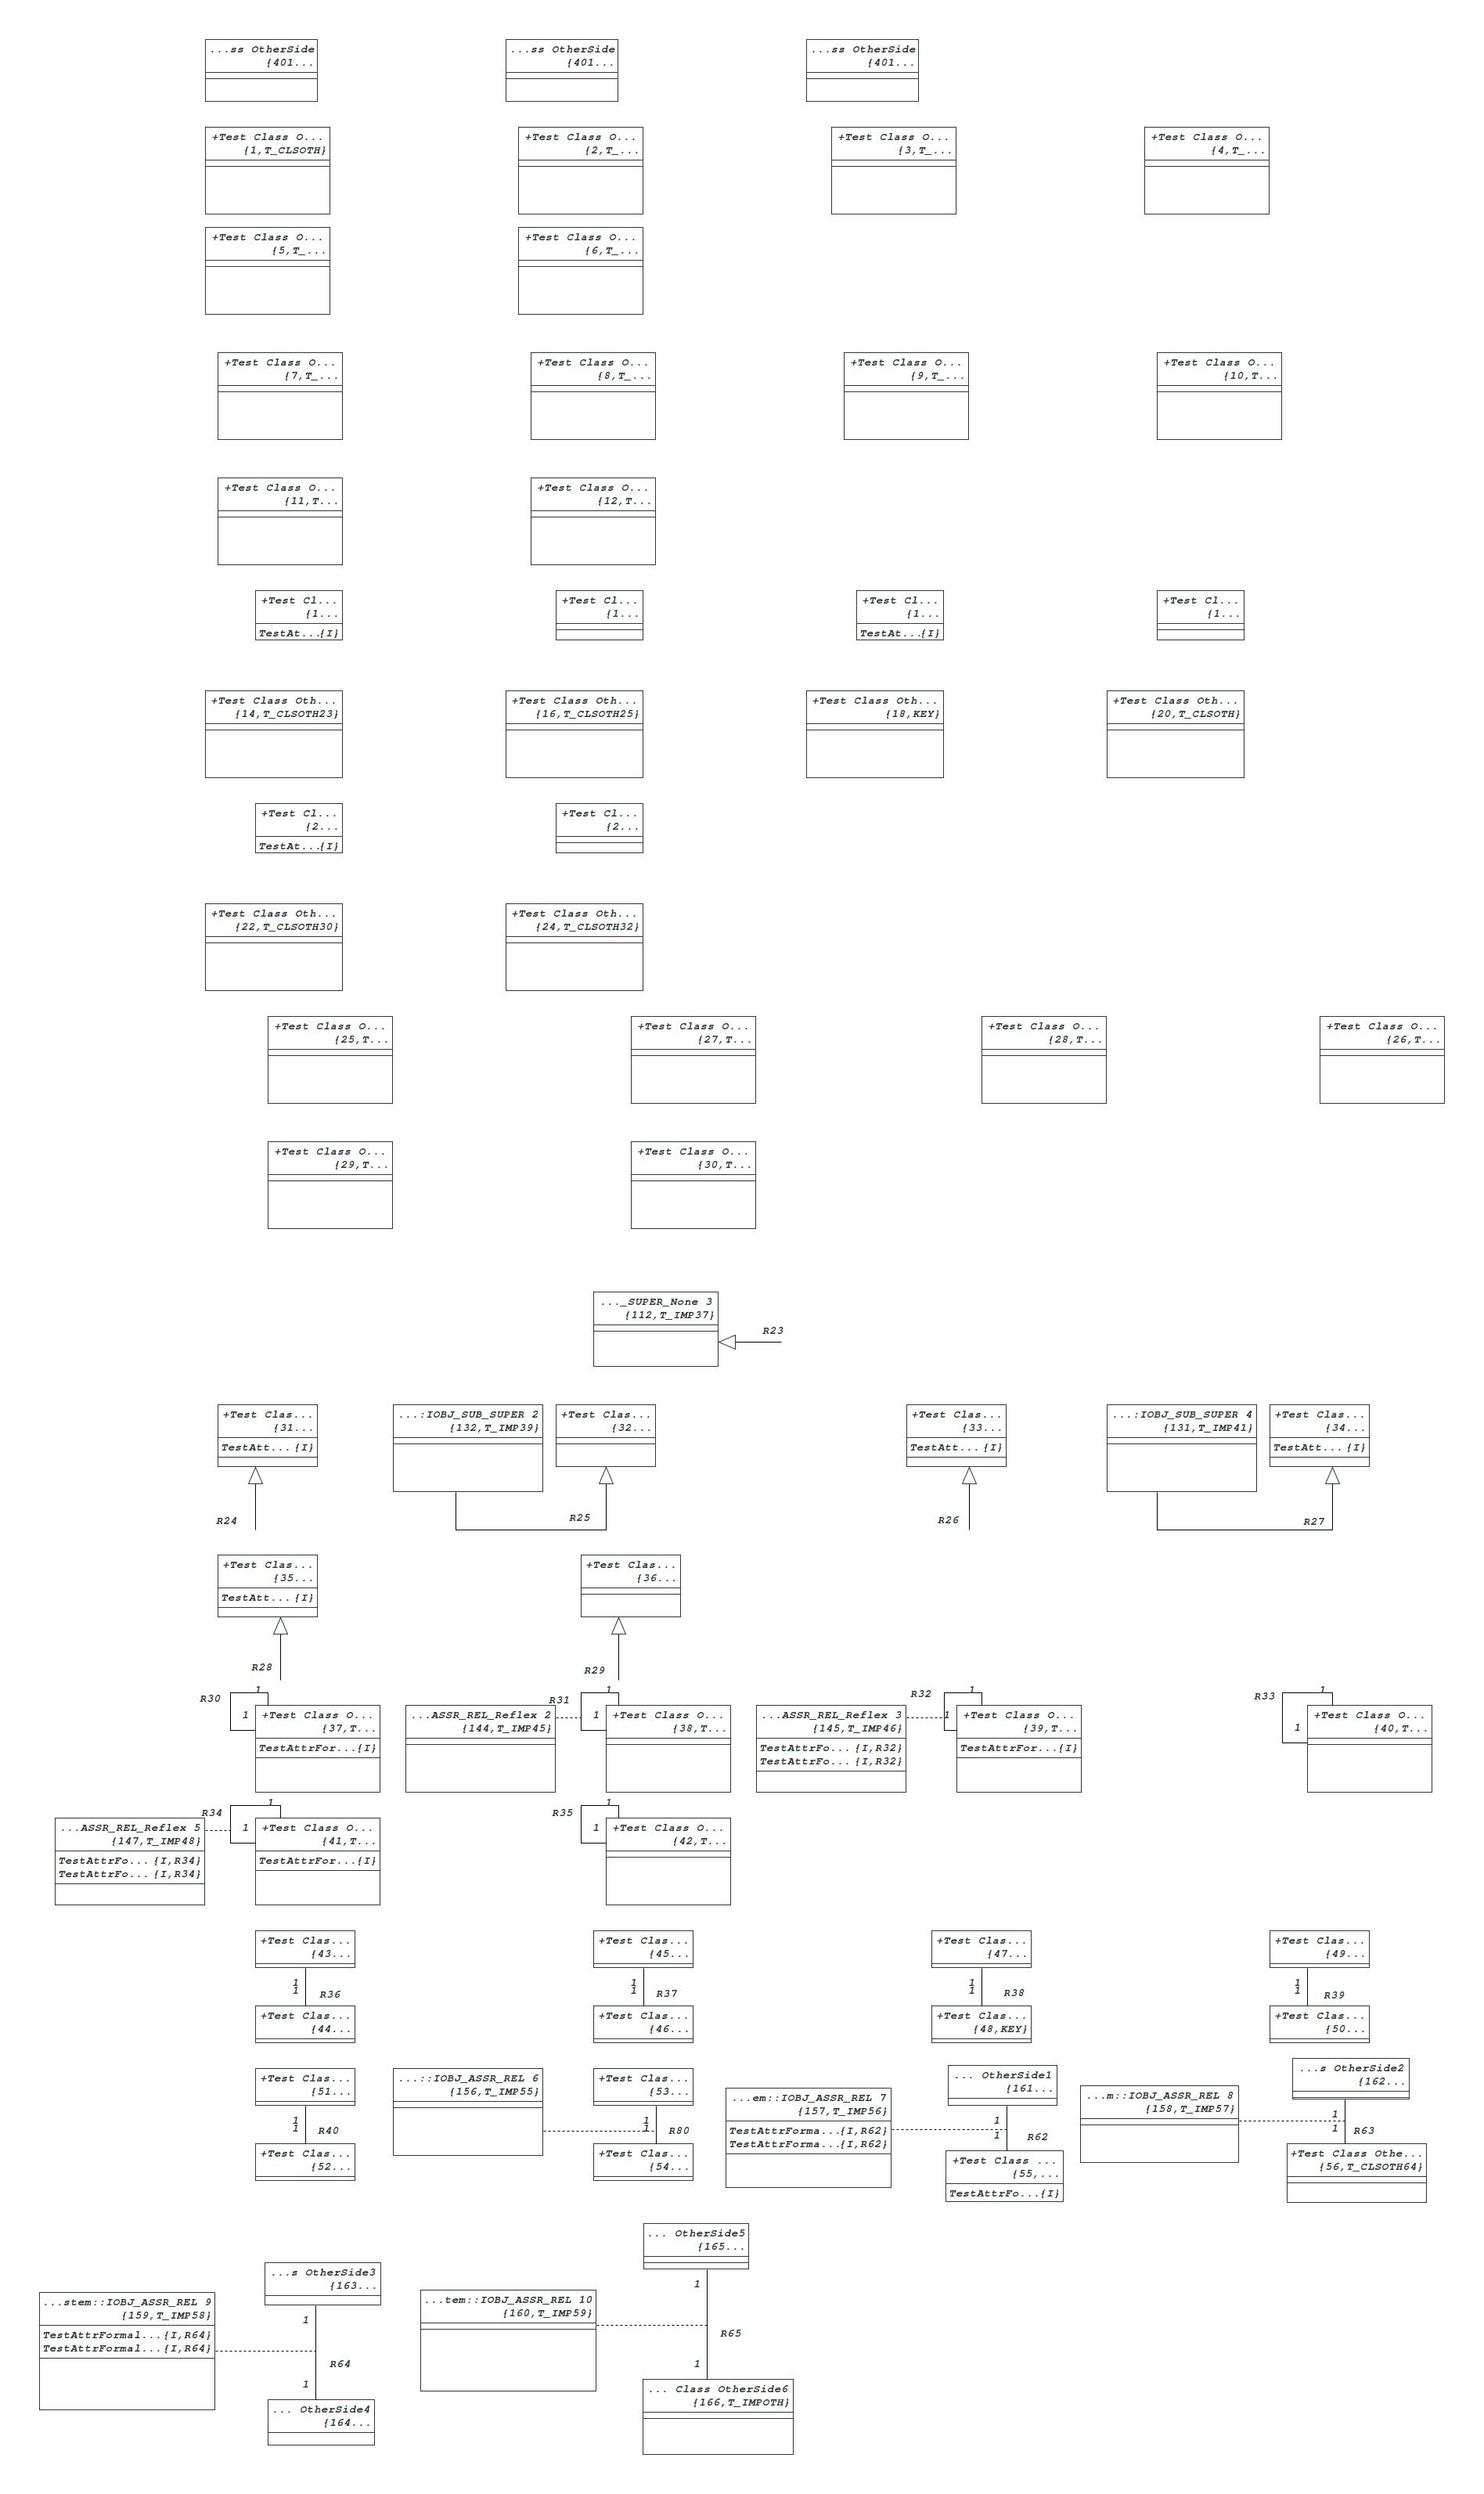 ...ss OtherSide
{401...
...ss OtherSide
{401...
...ss OtherSide
{401...
+Test Class O...
{1,T_CLSOTH}
+Test Class O...
{2,T_...
+Test Class O...
{3,T_...
+Test Class O...
{4,T_...
+Test Class O...
{5,T_...
+Test Class O...
{6,T_...
+Test Class O...
{7,T_...
+Test Class O...
{8,T_...
+Test Class O...
{9,T_...
+Test Class O...
{10,T...
+Test Class O...
{11,T...
+Test Class O...
{12,T...
+Test Cl...
{1...
TestAt...{I}
+Test Cl...
{1...
+Test Cl...
{1...
TestAt...{I}
+Test Cl...
{1...
+Test Class Oth...
{14,T_CLSOTH23}
+Test Class Oth...
{16,T_CLSOTH25}
+Test Class Oth...
{18,KEY}
+Test Class Oth...
{20,T_CLSOTH}
+Test Cl...
{2...
TestAt...{I}
+Test Cl...
{2...
+Test Class Oth...
{22,T_CLSOTH30}
+Test Class Oth...
{24,T_CLSOTH32}
+Test Class O...
{25,T...
+Test Class O...
{27,T...
+Test Class O...
{28,T...
+Test Class O...
{26,T...
+Test Class O...
{29,T...
+Test Class O...
{30,T...
..._SUPER_None 3
{112,T_IMP37}
R23
+Test Clas...
{31...
TestAtt... {I}
R24
...:IOBJ_SUB_SUPER 2
{132,T_IMP39}
+Test Clas...
{32...
R25
+Test Clas...
{33...
TestAtt... {I}
R26
...:IOBJ_SUB_SUPER 4
{131,T_IMP41}
+Test Clas...
{34...
TestAtt... {I}
R27
+Test Clas...
{35...
TestAtt... {I}
R28
+Test Clas...
{36...
R29
R30
1
1
+Test Class O...
{37,T...
TestAttrFor...{I}
...ASSR_REL_Reflex 2
{144,T_IMP45}
R31
1
1
+Test Class O...
{38,T...
...ASSR_REL_Reflex 3
{145,T_IMP46}
TestAttrFo... {I,R32}
TestAttrFo... {I,R32}
R32
1
1
+Test Class O...
{39,T...
TestAttrFor...{I}
R33
1
1
+Test Class O...
{40,T...
...ASSR_REL_Reflex 5
{147,T_IMP48}
TestAttrFo... {I,R34}
TestAttrFo... {I,R34}
R34
1
1
+Test Class O...
{41,T...
TestAttrFor...{I}
R35
1
1
+Test Class O...
{42,T...
+Test Clas...
{43...
1
1
R36
+Test Clas...
{44...
+Test Clas...
{45...
1
1
R37
+Test Clas...
{46...
+Test Clas...
{47...
1
1
R38
+Test Clas...
{48,KEY}
+Test Clas...
{49...
1
1
R39
+Test Clas...
{50...
+Test Clas...
{51...
1
1
R40
+Test Clas...
{52...
...::IOBJ_ASSR_REL 6
{156,T_IMP55}
+Test Clas...
{53...
1
1
R80
+Test Clas...
{54...
...em::IOBJ_ASSR_REL 7
{157,T_IMP56}
TestAttrForma...{I,R62}
TestAttrForma...{I,R62}
... OtherSide1
{161...
1
1
R62
+Test Class ...
{55,...
TestAttrFo...{I}
...m::IOBJ_ASSR_REL 8
{158,T_IMP57}
...s OtherSide2
{162...
1
1
R63
+Test Class Othe...
{56,T_CLSOTH64}
...stem::IOBJ_ASSR_REL 9
{159,T_IMP58}
TestAttrFormal...{I,R64}
TestAttrFormal...{I,R64}
...s OtherSide3
{163...
1
R64
1
... OtherSide4
{164...
...tem::IOBJ_ASSR_REL 10
{160,T_IMP59}
... OtherSide5
{165...
1
R65
1
... Class OtherSide6
{166,T_IMPOTH}